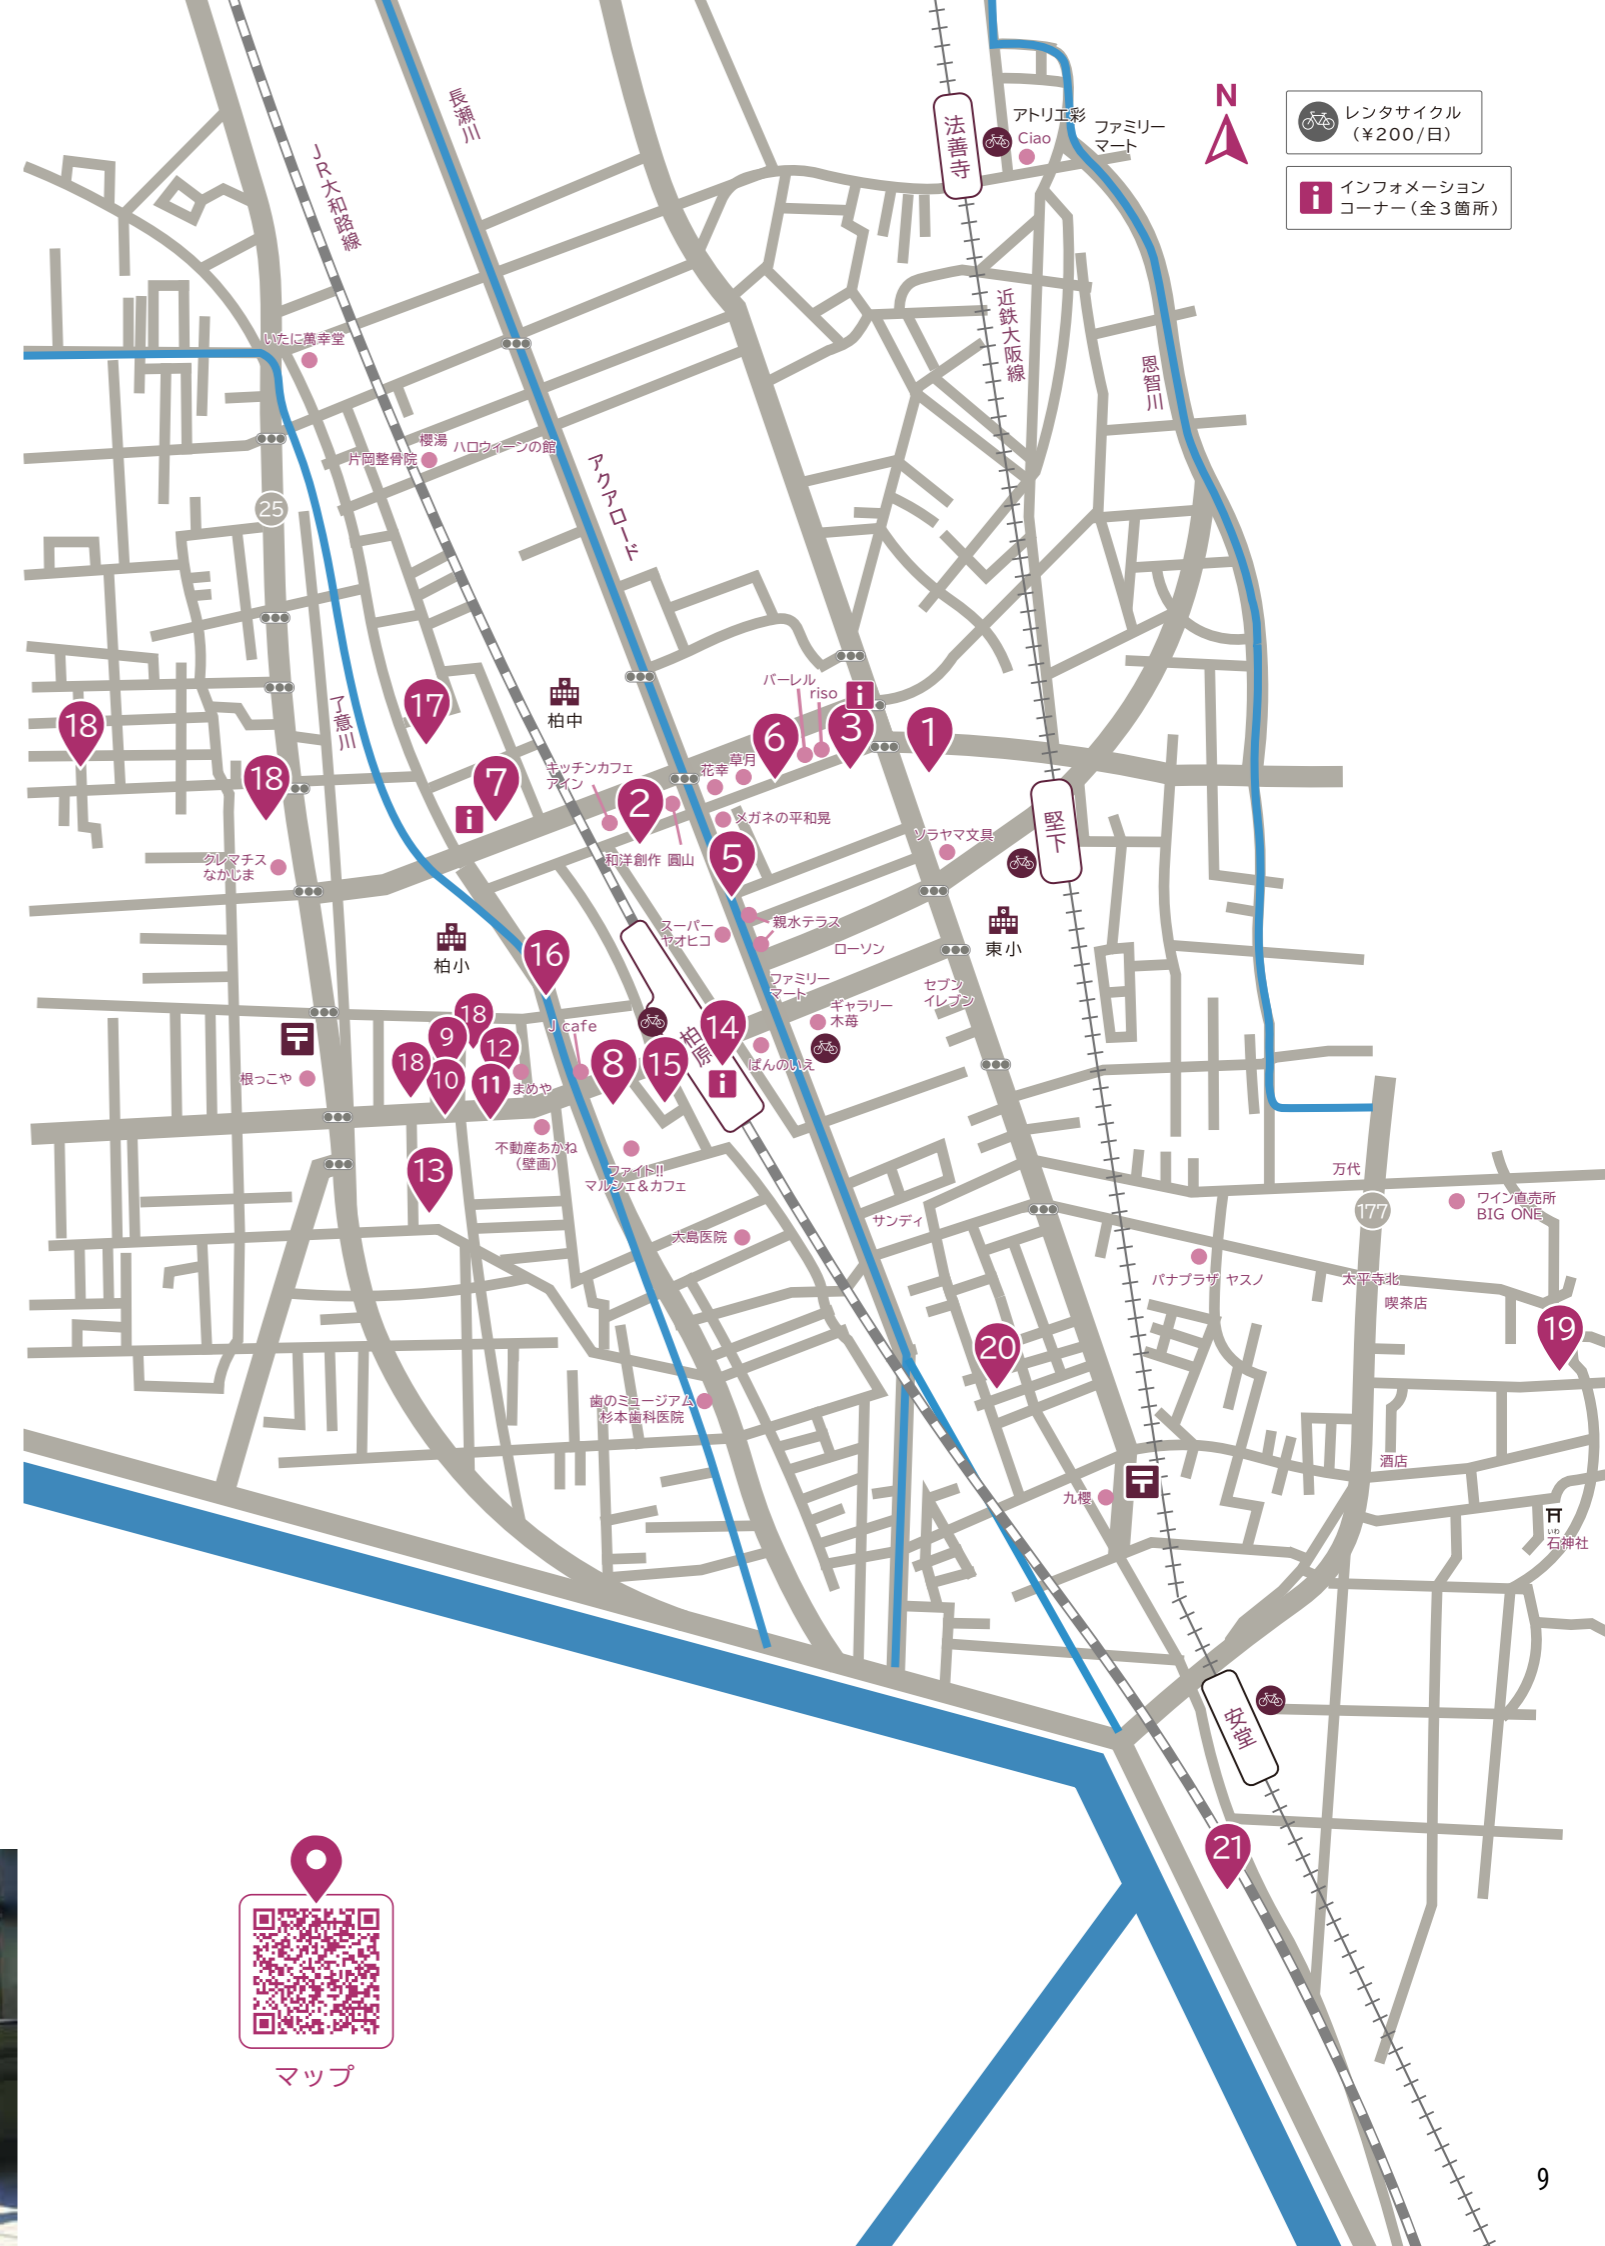 N
レンタサイクル
（¥200/日）
i
インフォメーション
コーナー（全３箇所）
法善寺
アトリエ彩
Ciao
ファミリー
マート
長瀬川
ＪＲ大和路線
近鉄大阪線
恩智川
いたに萬幸堂
櫻湯
ハロウィーンの館
片岡整骨院
アクアロード
25
バーレル
riso
i
柏中
了意川
17
18
6
3
1
草月
花幸
キッチンカフェ
アイン
18
7
2
i
メガネの平和晃
堅下
ソラヤマ文具
和洋創作 圓山
5
クレマチス
なかじま
スーパー
ヤオヒコ
親水テラス
ローソン
東小
柏小
16
ファミリー
マート
セブン
イレブン
ギャラリー
木苺
18
9
12
J cafe
柏原
14
18
10
11
8
15
i
ぱんのいえ
根っこや
まめや
不動産あかね
（壁画）
ファイト!!
マルシェ＆カフェ
13
万代
ワイン直売所
BIG ONE
177
サンディ
大島医院
パナプラザ ヤスノ
太平寺北
喫茶店
20
19
歯のミュージアム
杉本歯科医院
酒店
九櫻
いわ
石神社
安堂
21
マップ
9